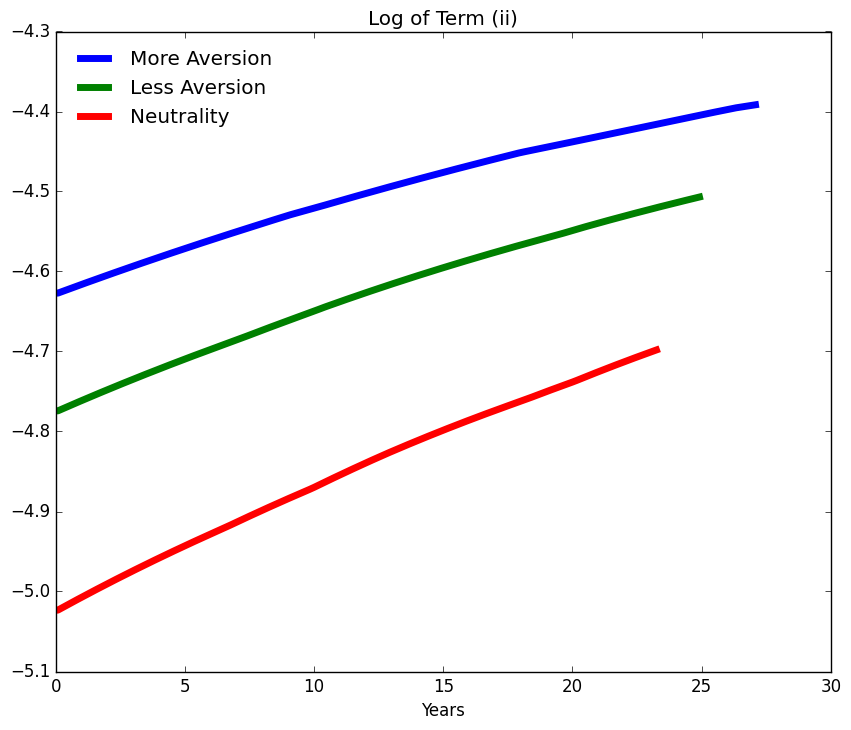 Log of Term (ii)
−4.3
−4.4
−4.5
−4.6
−4.7
−4.8
−4.9
−5.0
−5.1
More Aversion
Less Aversion
Neutrality
0 5 10 15 20 25 30
Years